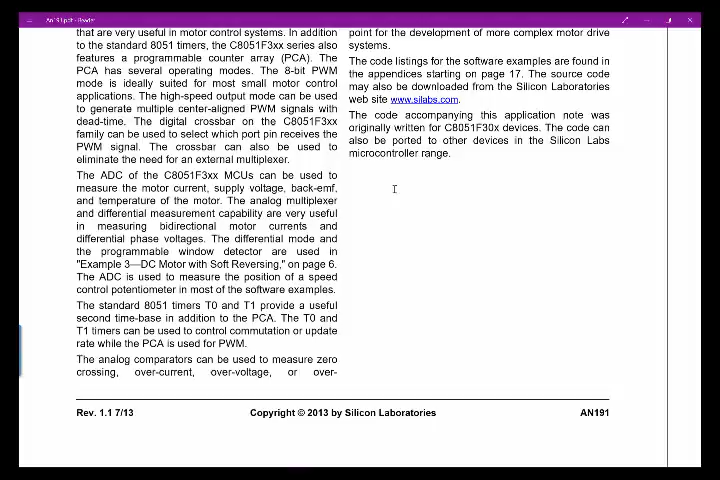 An191.pdf - Reader
that are very useful in motor control systems. In addition
to the standard 8051 timers, the C8051F3xx series also
features a programmable counter array (PCA). The
PCA has several operating modes. The 8-bit PWM
mode is ideally suited for most small motor control
applications. The high-speed output mode can be used
to generate multiple center-aligned PWM signals with
dead-time. The digital crossbar on the C8051F3xx
family can be used to select which port pin receives the
PWM signal. The crossbar can also be used to
eliminate the need for an external multiplexer.
The ADC of the C8051F3xx MCUs can be used to
measure the motor current, supply voltage, back-emf,
and temperature of the motor. The analog multiplexer
and differential measurement capability are very useful
in measuring bidirectional motor currents and
differential phase voltages. The differential mode and
the programmable window detector are used in
"Example 3—DC Motor with Soft Reversing," on page 6.
The ADC is used to measure the position of a speed
control potentiometer in most of the software examples.
The standard 8051 timers T0 and T1 provide a useful
second time-base in addition to the PCA. The T0 and
T1 timers can be used to control commutation or update
rate while the PCA is used for PWM.
The analog comparators can be used to measure zero
crossing, over-current, over-voltage, or over-
point for the development of more complex motor drive
systems.
The code listings for the software examples are found in
the appendices starting on page 17. The source code
may also be downloaded from the Silicon Laboratories
web site www.silabs.com.
The code accompanying this application note was
originally written for C8051F30x devices. The code can
also be ported to other devices in the Silicon Labs
microcontroller range.
Rev. 1.1 7/13 Copyright © 2013 by Silicon Laboratories AN191